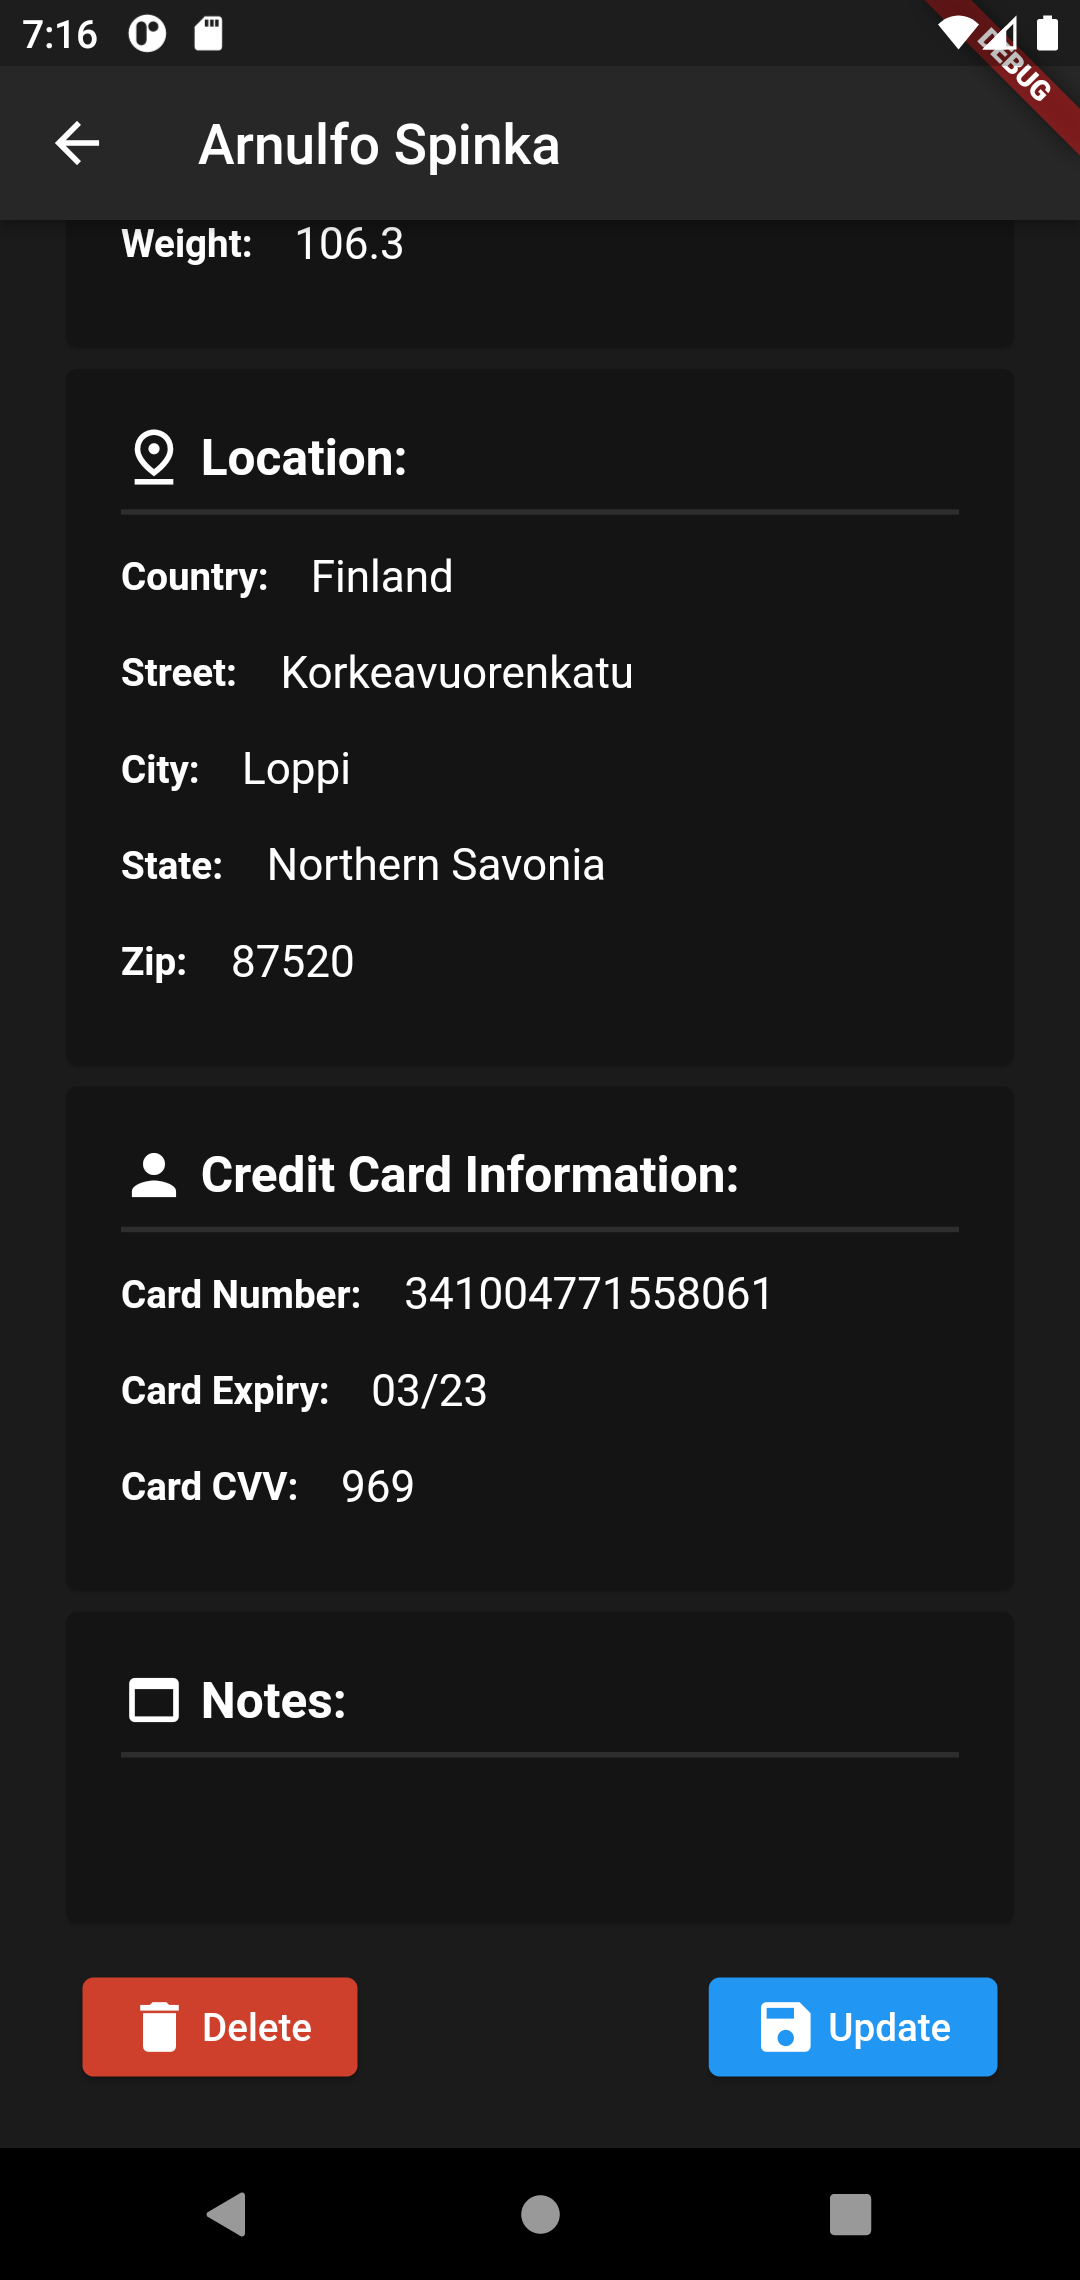 7:16
DEBUG
Arnulfo Spinka
Weight: 106.3
Location:
Country: Finland
Street: Korkeavuorenkatu
City: Loppi
State: Northern Savonia
Zip: 87520
Credit Card Information:
Card Number: 341004771558061
Card Expiry: 03/23
Card CVV: 969
Notes:
Delete Update